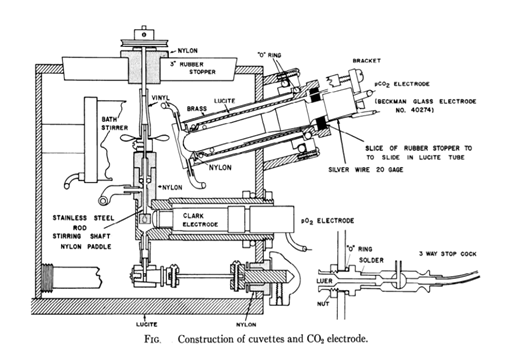 NYLON
3" RUBBER
STOPPER
"O" RING
BRACKET
VINYL
LUCITE
BRASS
pCO2 ELECTRODE
(BECKMAN GLASS ELECTRODE
NO. 40274)
BATH
STIRRER
SLICE OF RUBBER STOPPER TO
TO SLIDE IN LUCITE TUBE
NYLON
SILVER WIRE 20 GAGE
NYLON
STAINLESS STEEL
ROD
STIRRING SHAFT
NYLON PADDLE
CLARK
ELECTRODE
pO2 ELECTRODE
"O" RING
SOLDER
3 WAY STOP COCK
LUER
NUT
LUCITE
NYLON
FIG. Construction of cuvettes and CO2 electrode.